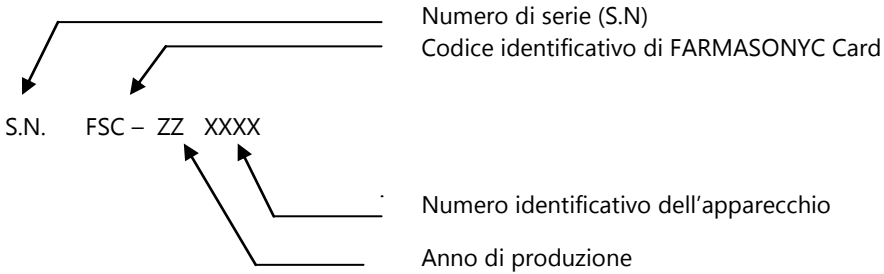 Numero di serie (S.N)
Codice identificativo di FARMASONYC Card
S.N. FSC – ZZ XXXX
Numero identificativo dell'apparecchio
Anno di produzione